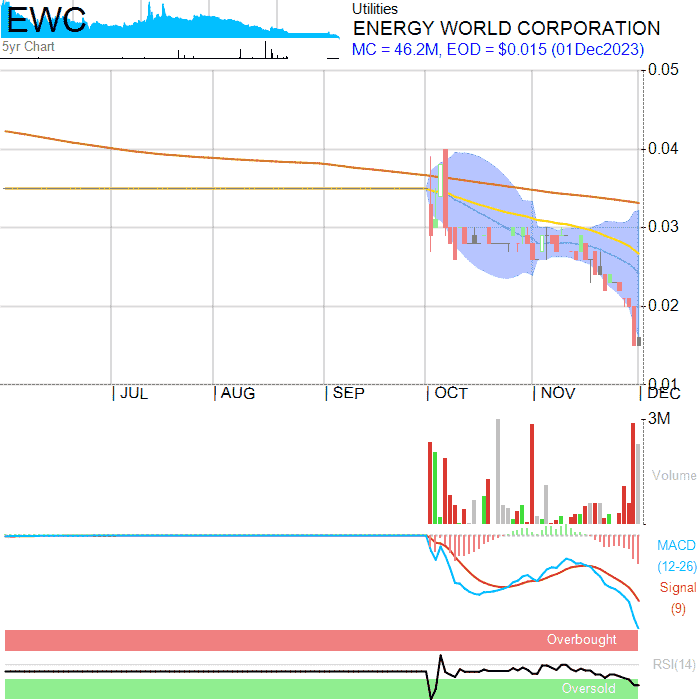 EWC
5yr Chart
Utilities
ENERGY WORLD CORPORATION
MC = 46.2M, EOD = $0.015 (01Dec2023)
0.05
0.04
0.03
0.02
0.01
JUL
AUG
SEP
OCT
NOV
DEC
3M
Volume
MACD
(12-26)
Signal
(9)
Overbought
RSI(14)
Oversold